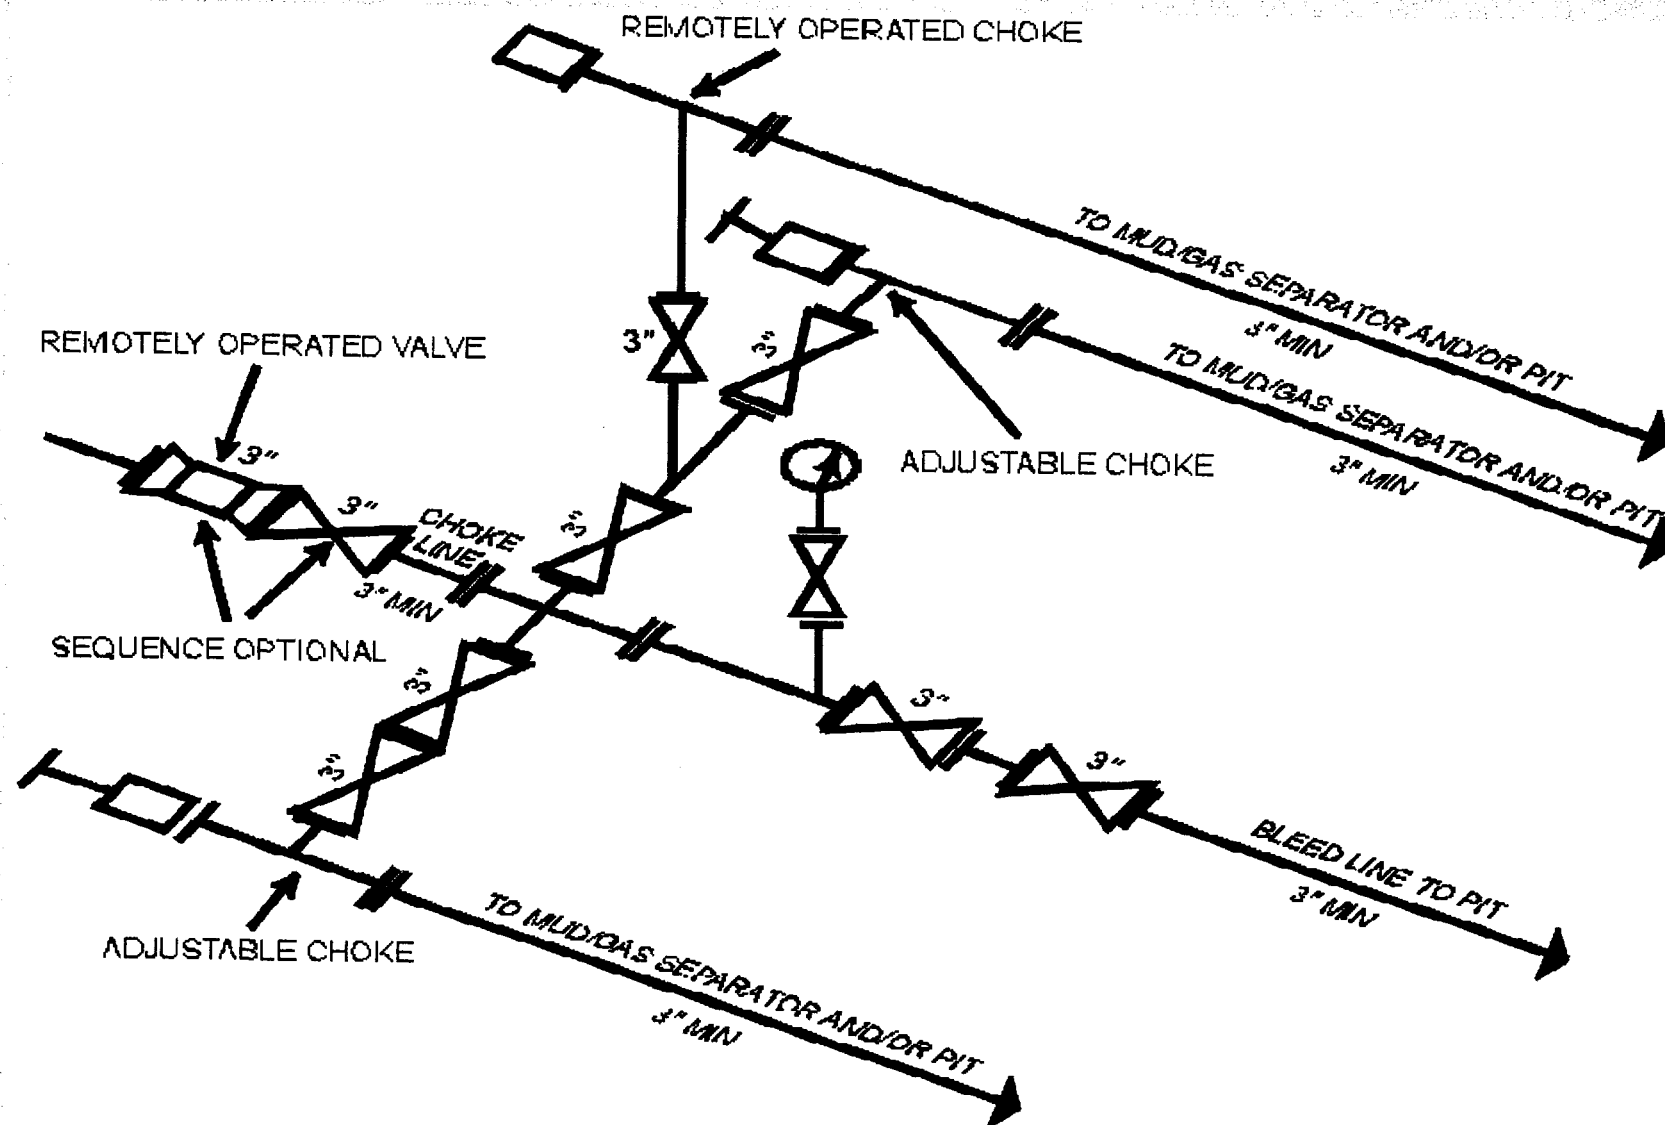 REMOTELY OPERATED CHOKE
TO MUD/GAS SEPARATOR AND/OR PIT
3" MIN
3"
3"
TO MUD/GAS SEPARATOR AND/OR PIT
3" MIN
REMOTELY OPERATED VALVE
ADJUSTABLE CHOKE
3"
3"
3"
CHOKE
LINE
3" MIN
SEQUENCE OPTIONAL
3"
3"
3"
3"
BLEED LINE TO PIT
3" MIN
ADJUSTABLE CHOKE
TO MUD/GAS SEPARATOR AND/OR PIT
3" MIN